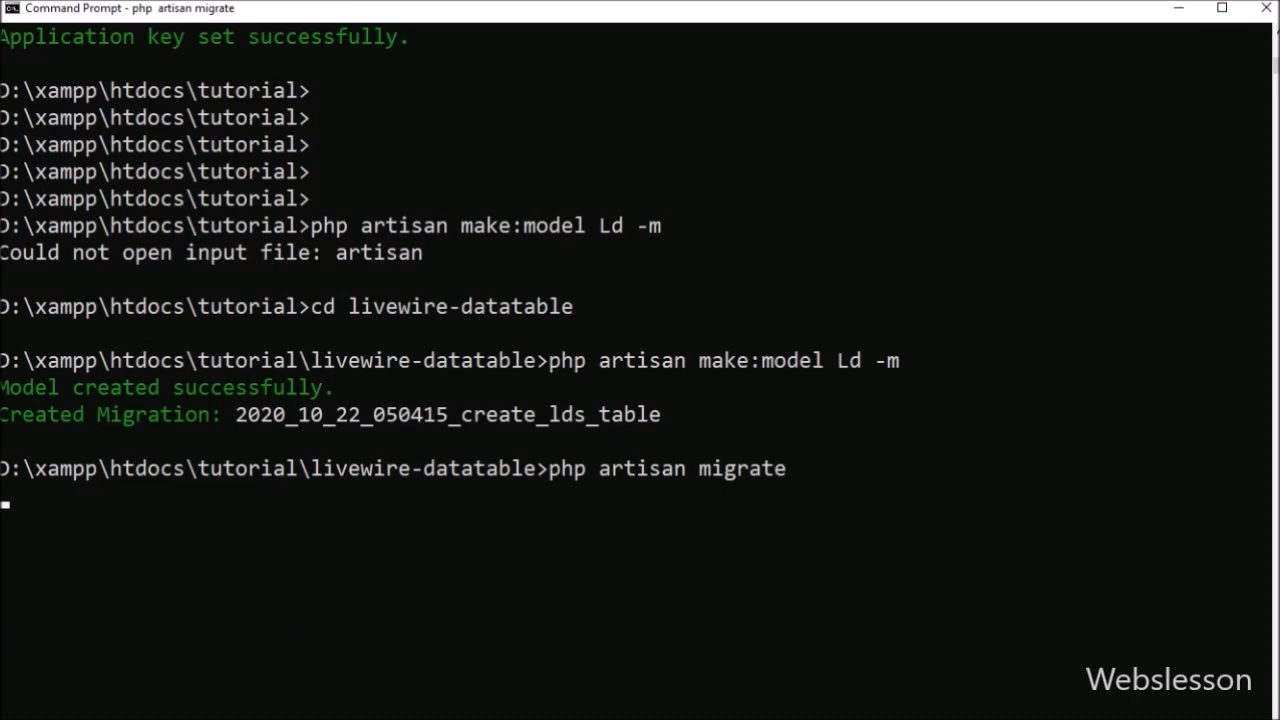 Command Prompt - php  artisan migrate
Application key set successfully.
D:\xampp\htdocs\tutorial>
D:\xampp\htdocs\tutorial>
D:\xampp\htdocs\tutorial>
D:\xampp\htdocs\tutorial>
D:\xampp\htdocs\tutorial>
D:\xampp\htdocs\tutorial>php artisan make:model Ld -m
Could not open input file: artisan
D:\xampp\htdocs\tutorial>cd livewire-datatable
D:\xampp\htdocs\tutorial\livewire-datatable>php artisan make:model Ld -m
Model created successfully.
Created Migration: 2020_10_22_050415_create_lds_table
D:\xampp\htdocs\tutorial\livewire-datatable>php artisan migrate
Webslesson